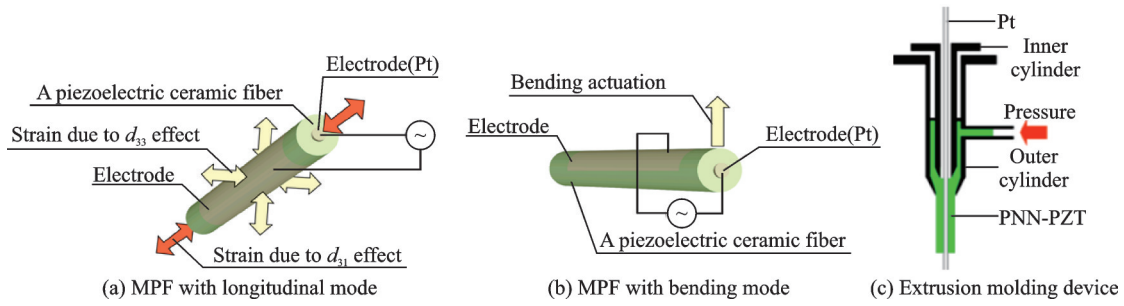 Electrode(Pt)
A piezoelectric ceramic fiber
Strain due to d33 effect
Electrode
~
Strain due to d31 effect
(a) MPF with longitudinal mode
Bending actuation
Electrode
Electrode(Pt)
~
A piezoelectric ceramic fiber
(b) MPF with bending mode
Pt
Inner
cylinder
Pressure
Outer
cylinder
PNN-PZT
(c) Extrusion molding device